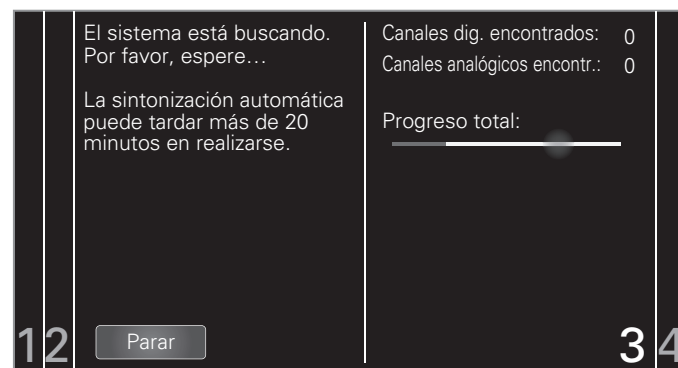 El sistema está buscando.
Por favor, espere…
La sintonización automática
puede tardar más de 20
minutos en realizarse.
Canales dig. encontrados: 0
Canales analógicos encontr.: 0
Progreso total:
Parar
1 2 3 4